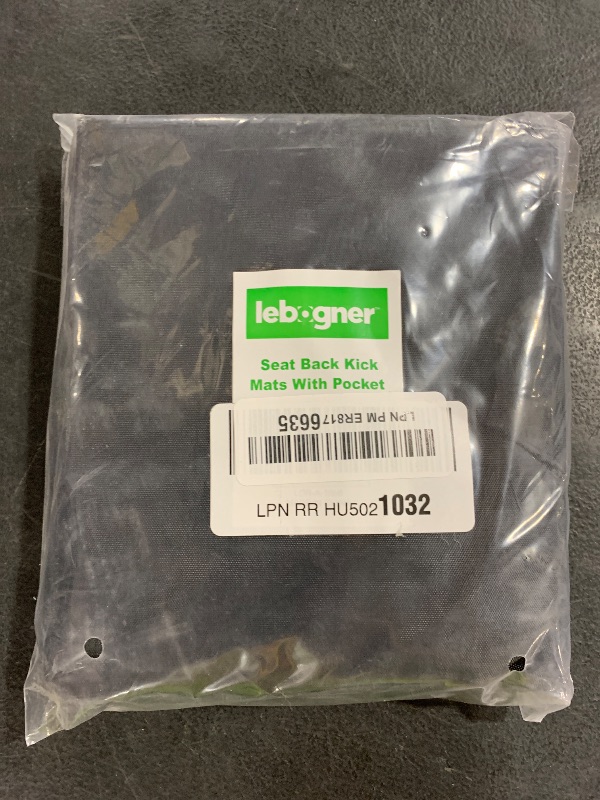 lebogner
Seat Back Kick
Mats With Pocket
LPN PM ER8176635
LPN RR HU5021032